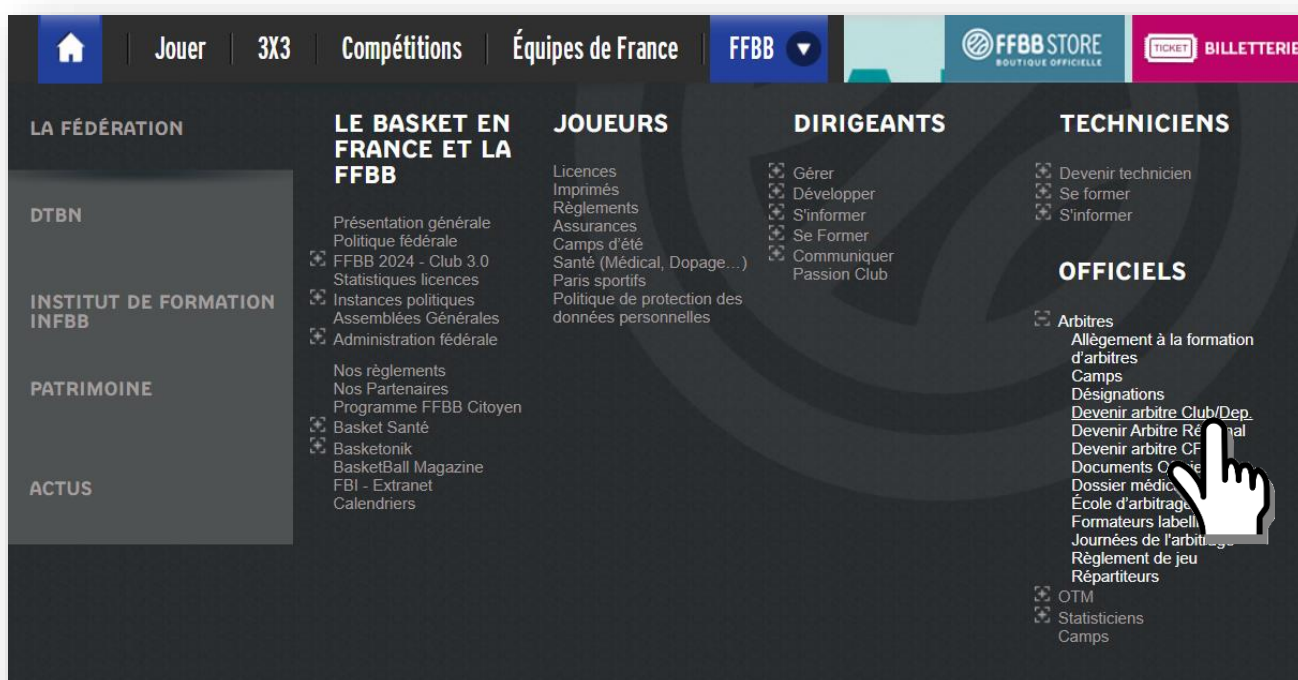 Jouer
3X3
Compétitions
Équipes de France
FFBB
FFBB STORE
BOUTIQUE OFFICIELLE
TICKET
BILLETTERIE
LA FÉDÉRATION
DTBN
INSTITUT DE FORMATION
INFBB
PATRIMOINE
ACTUS
LE BASKET EN
FRANCE ET LA
FFBB
Présentation générale
Politique fédérale
FFBB 2024 - Club 3.0
Statistiques licences
Instances politiques
Assemblées Générales
Administration fédérale
Nos règlements
Nos Partenaires
Programme FFBB Citoyen
Basket Santé
Basketonik
BasketBall Magazine
FBI - Extranet
Calendriers
JOUEURS
Licences
Imprimés
Règlements
Assurances
Camps d'été
Santé (Médical, Dopage...)
Paris sportifs
Politique de protection des
données personnelles
DIRIGEANTS
Gérer
Développer
S'informer
Se Former
Communiquer
Passion Club
TECHNICIENS
Devenir technicien
Se former
S'informer
OFFICIELS
Arbitres
Allègement à la formation
d'arbitres
Camps
Désignations
Devenir arbitre Club/Dep.
Devenir Arbitre
Devenir arbitre
Documents
Dossier
École d'arbitrage
Formateurs
Journées de l'arbitrage
Règlement de jeu
Répartiteurs
OTM
Statisticiens
Camps